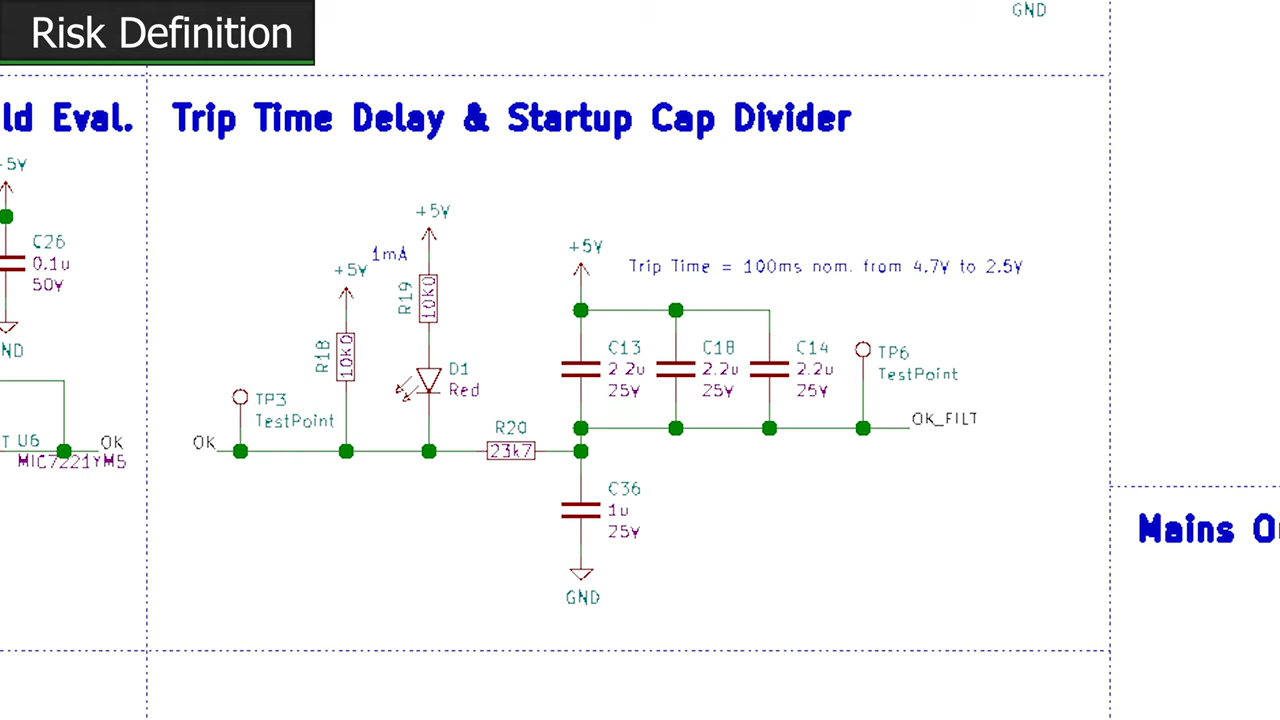 Risk Definition
GND
ld Eval.
Trip Time Delay & Startup Cap Divider
+5V
C26
0.1u
50V
ND
T U6
OK
MIC7221YM5
+5V
1mA
+5V
R19
10KΩ
R18
10KΩ
D1
Red
TP3
TestPoint
OK
R20
23k7
+5V
Trip Time = 100ms nom. from 4.7V to 2.5V
C13
2.2u
25V
C18
2.2u
25V
C14
2.2u
25V
TP6
TestPoint
OK_FILT
C36
1u
25V
GND
Mains O